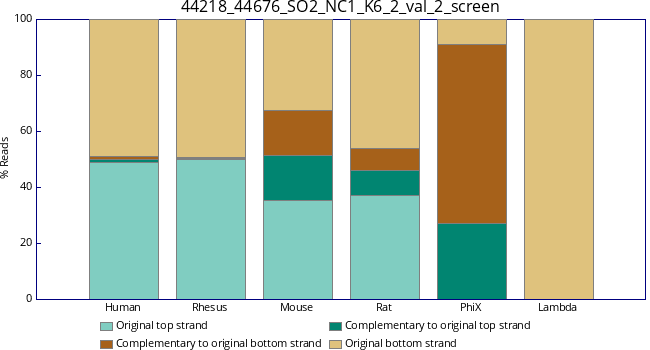 44218_44676_SO2_NC1_K6_2_val_2_screen
100
80
60
40
20
0
% Reads
Human Rhesus Mouse Rat PhiX Lambda
Original top strand Complementary to original top strand
Complementary to original bottom strand Original bottom strand